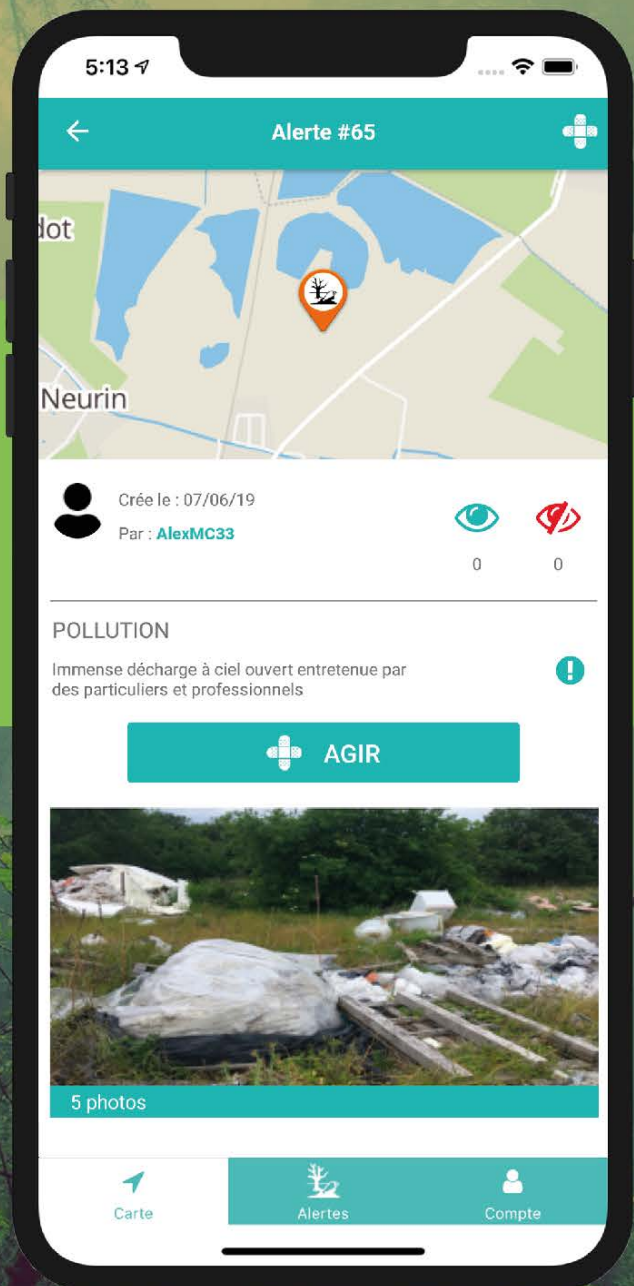 5:13
Alerte #65
dot
Neurin
Crée le : 07/06/19
Par : AlexMC33
0 0
POLLUTION
Immense décharge à ciel ouvert entretenue par
des particuliers et professionnels
AGIR
5 photos
Carte Alertes Compte